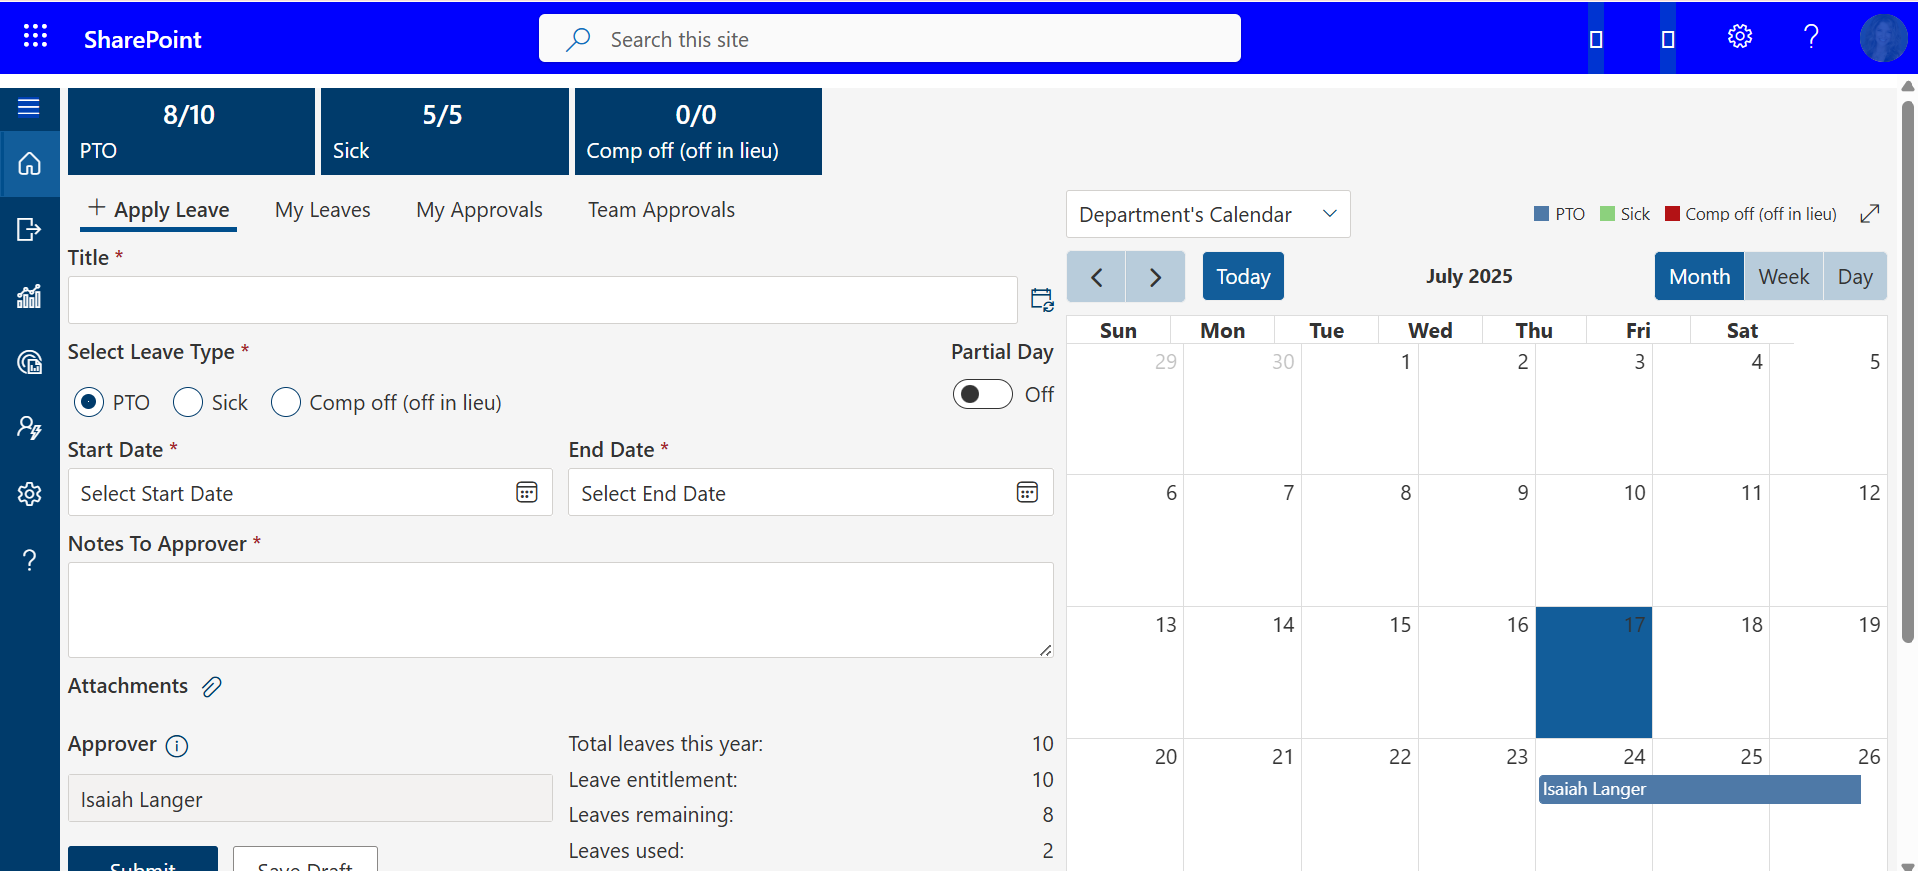 SharePoint
Search this site
8/10
PTO
5/5
Sick
0/0
Comp off (off in lieu)
+ Apply Leave
My Leaves
My Approvals
Team Approvals
Title *
Select Leave Type *
Partial Day
PTO
Sick
Comp off (off in lieu)
Off
Start Date *
End Date *
Select Start Date
Select End Date
Notes To Approver *
Attachments
Approver
Isaiah Langer
Total leaves this year: 10
Leave entitlement: 10
Leaves remaining: 8
Leaves used: 2
Submit
Save Draft
Department's Calendar
PTO
Sick
Comp off (off in lieu)
Today
July 2025
Month
Week
Day
Sun Mon Tue Wed Thu Fri Sat
29 30 1 2 3 4 5
6 7 8 9 10 11 12
13 14 15 16 17 18 19
20 21 22 23 24 25 26
Isaiah Langer